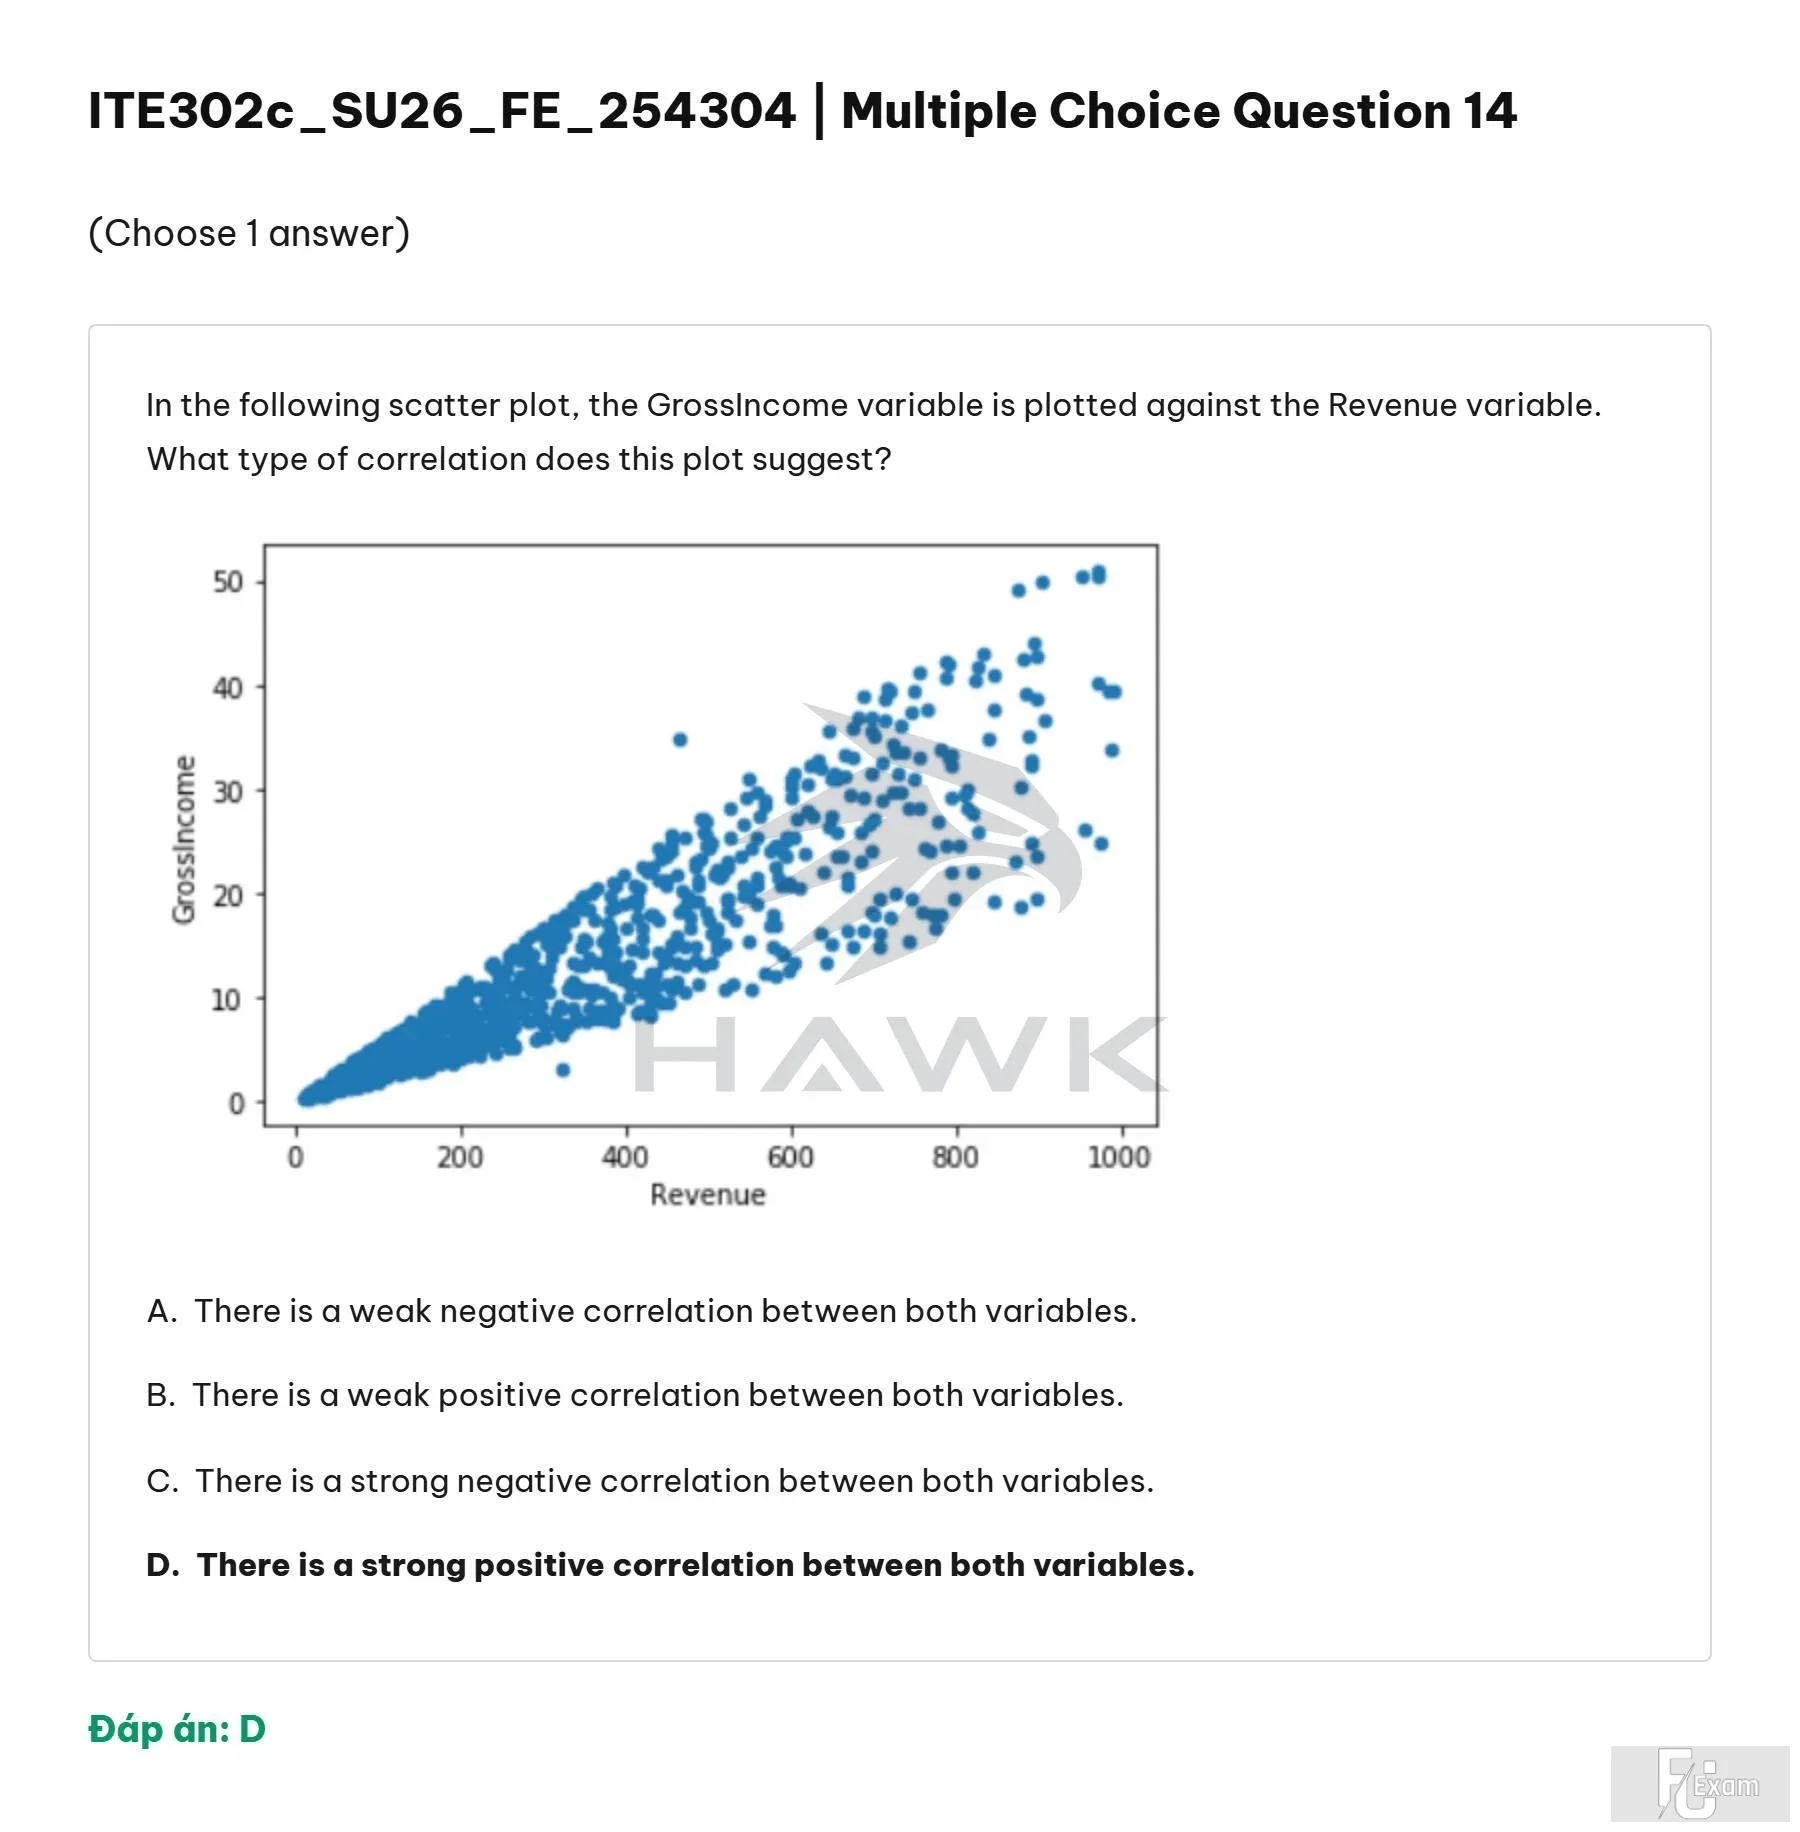 ITE302c_SU26_FE_254304 | Multiple Choice Question 14
(Choose 1 answer)
In the following scatter plot, the GrossIncome variable is plotted against the Revenue variable.
What type of correlation does this plot suggest?
50
40
30
20
10
0
GrossIncome
0 200 400 600 800 1000
Revenue
HAWK
A. There is a weak negative correlation between both variables.
B. There is a weak positive correlation between both variables.
C. There is a strong negative correlation between both variables.
D. There is a strong positive correlation between both variables.
Đáp án: D
FU Exam